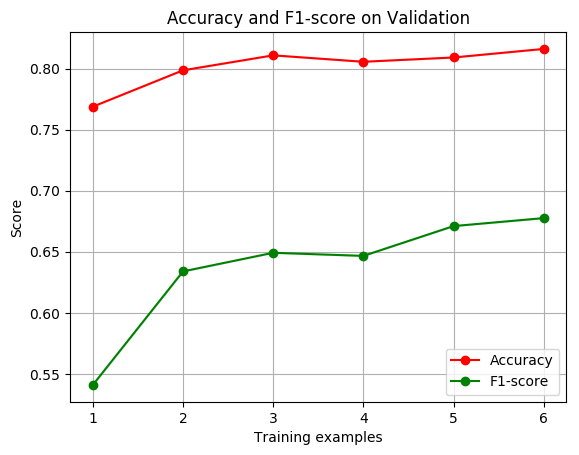 Accuracy and F1-score on Validation
Score
0.80
0.75
0.70
0.65
0.60
0.55
Accuracy
F1-score
1 2 3 4 5 6
Training examples